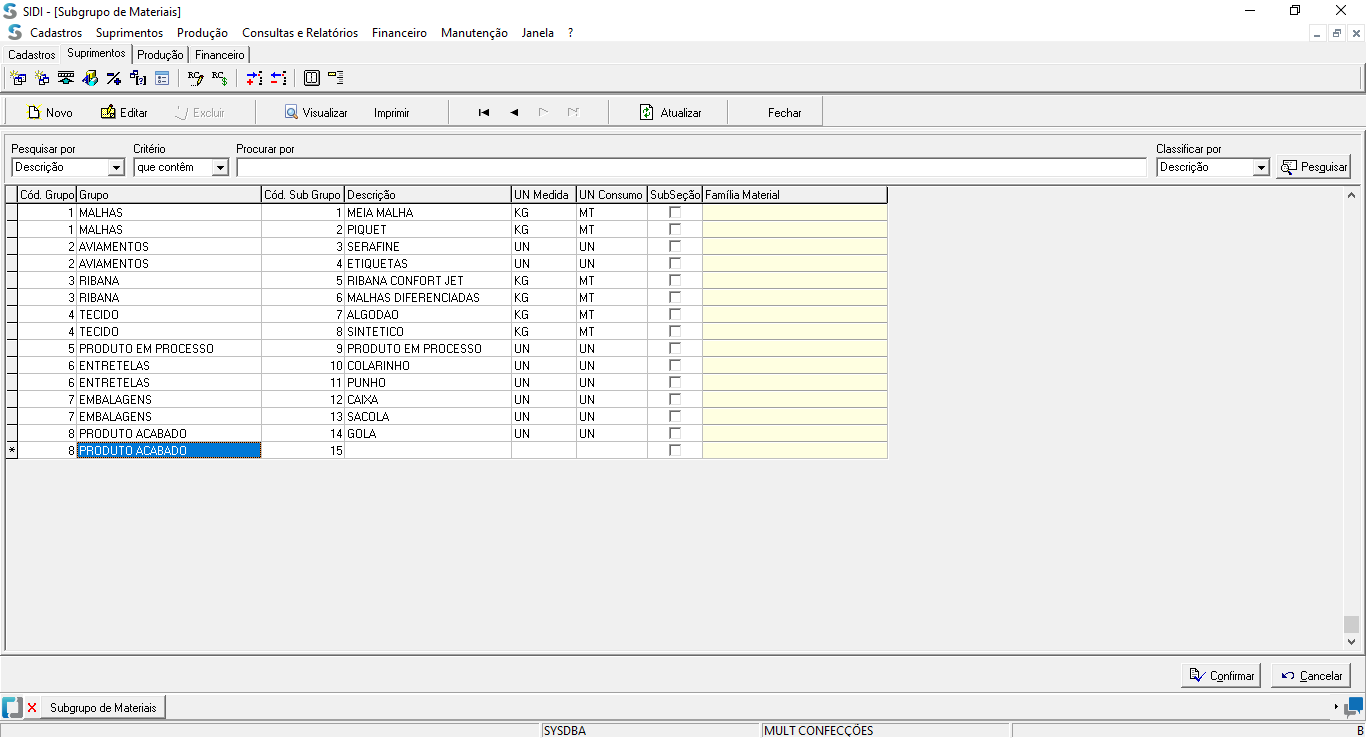 SIDI - [Subgrupo de Materiais]
Cadastros Suprimentos Produção Consultas e Relatórios Financeiro Manutenção Janela ?
Cadastros Suprimentos Produção Financeiro
Novo Editar Excluir Visualizar Imprimir Atualizar Fechar
Pesquisar por Critério Procurar por Classificar por
Descrição que contêm Descrição Pesquisar
Cód. Grupo Grupo Cód. Sub Grupo Descrição UN Medida UN Consumo SubSeção Família Material
1 MALHAS 1 MEIA MALHA KG MT
1 MALHAS 2 PIQUET KG MT
2 AVIAMENTOS 3 SERAFINE UN UN
2 AVIAMENTOS 4 ETIQUETAS UN UN
3 RIBANA 5 RIBANA CONFORT JET KG MT
3 RIBANA 6 MALHAS DIFERENCIADAS KG MT
4 TECIDO 7 ALGODAO KG MT
4 TECIDO 8 SINTETICO KG MT
5 PRODUTO EM PROCESSO 9 PRODUTO EM PROCESSO UN UN
6 ENTRETELAS 10 COLARINHO UN UN
6 ENTRETELAS 11 PUNHO UN UN
7 EMBALAGENS 12 CAIXA UN UN
7 EMBALAGENS 13 SACOLA UN UN
8 PRODUTO ACABADO 14 GOLA UN UN
* 8 PRODUTO ACABADO 15
Confirmar Cancelar
Subgrupo de Materiais
SYSDBA MULT CONFECÇÕES B